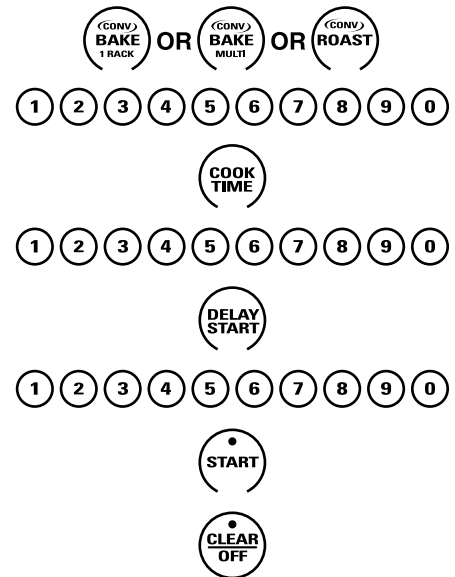 CONV BAKE 1 RACK OR CONV BAKE MULTI OR CONV ROAST
1 2 3 4 5 6 7 8 9 0
COOK TIME
1 2 3 4 5 6 7 8 9 0
DELAY START
1 2 3 4 5 6 7 8 9 0
START
CLEAR
OFF